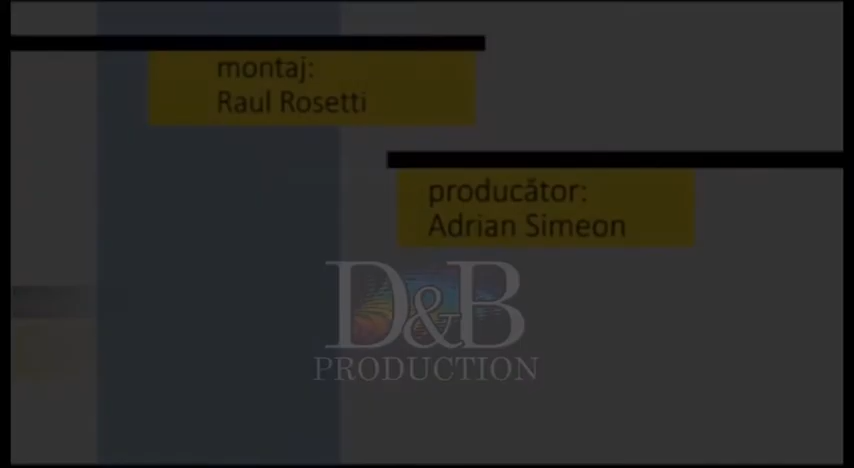 montaj:
Raul Rosetti
producător:
Adrian Simeon
D&B
PRODUCTION